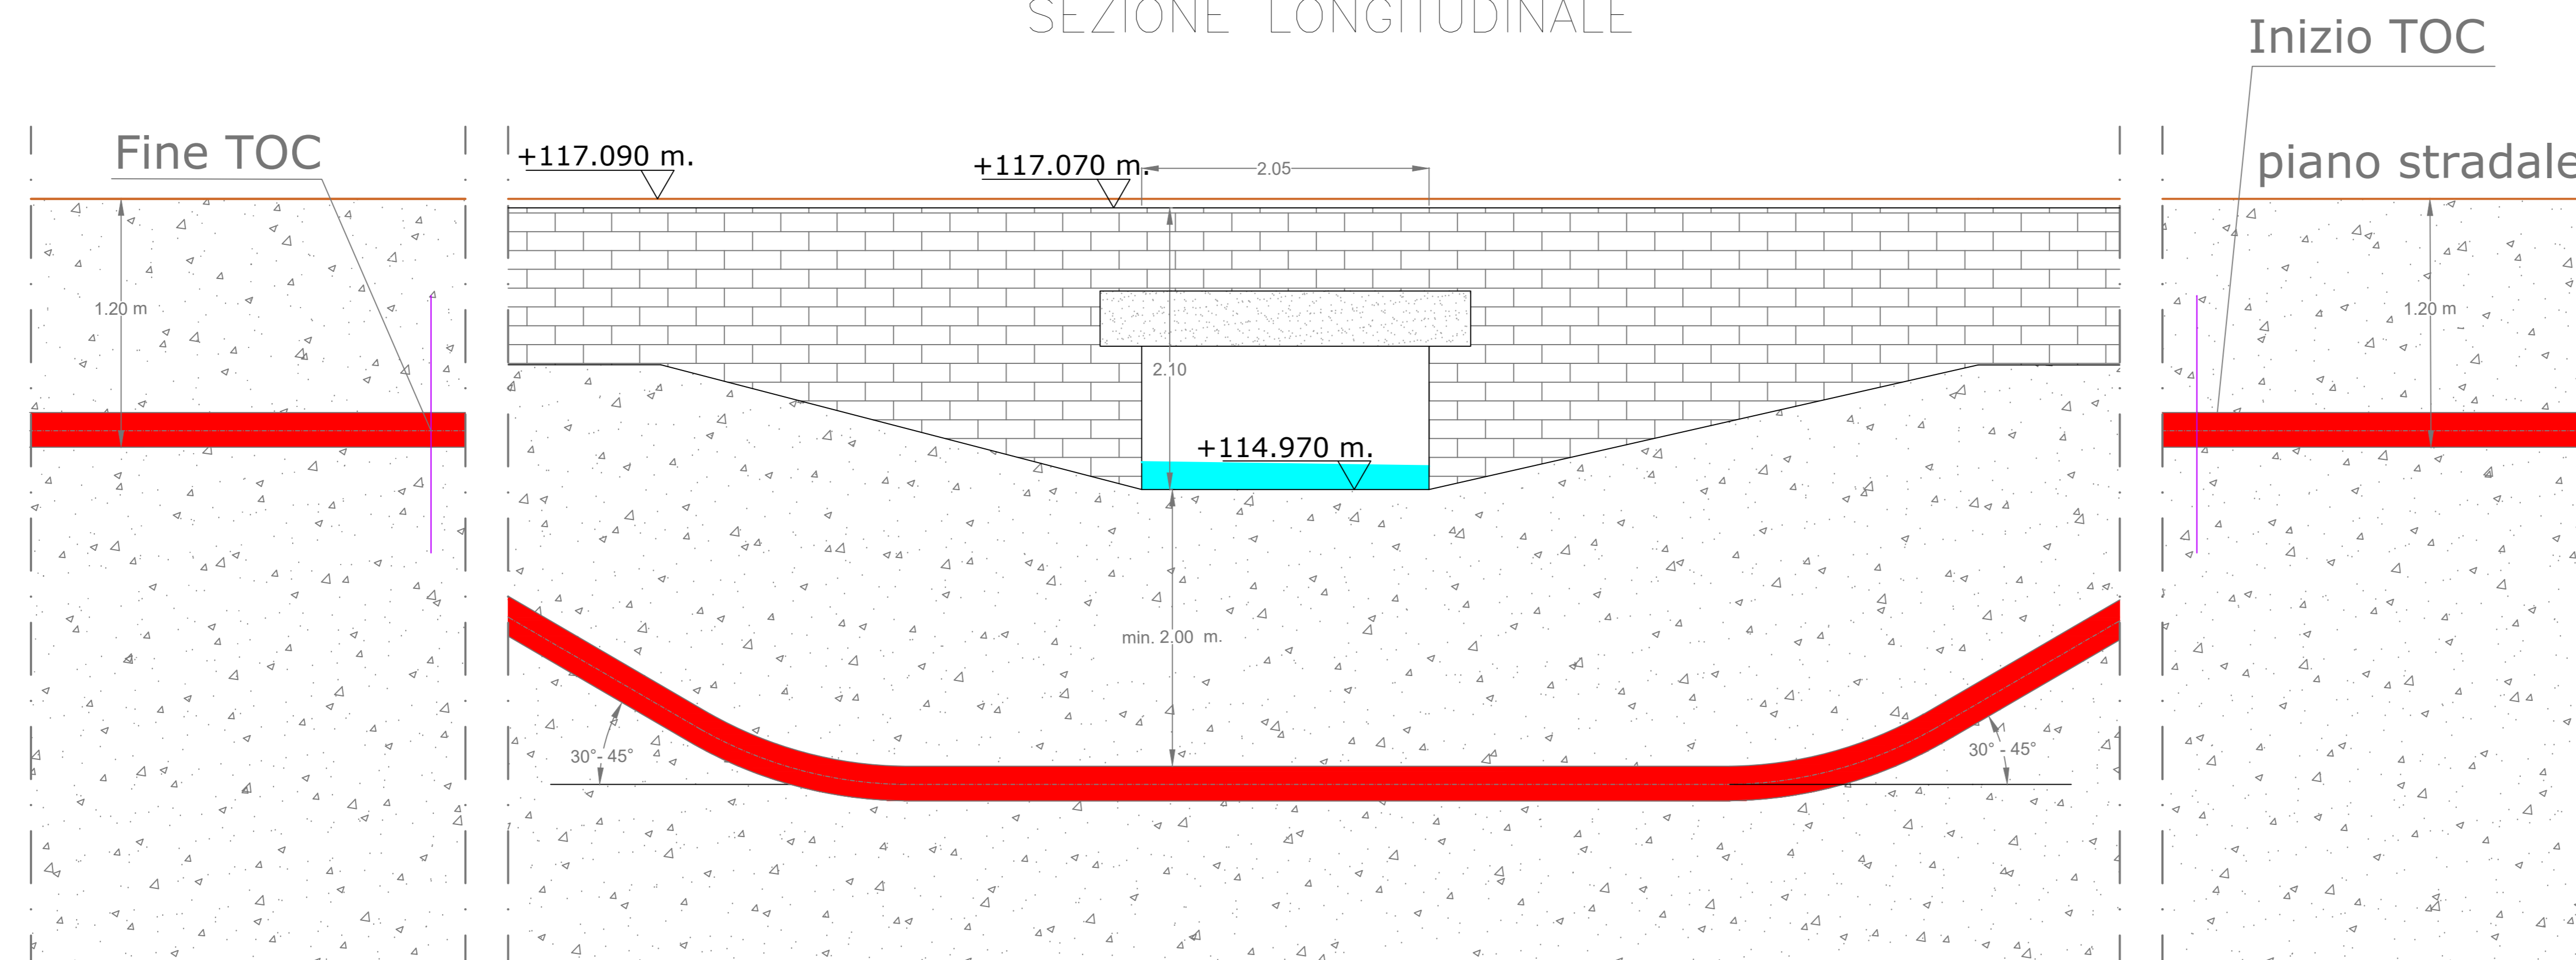 SEZIONE LONGITUDINALE
Inizio TOC
Fine TOC
+117.090 m.
+117.070 m.
2.05
piano stradale
1.20 m
1.20 m
2.10
+114.970 m.
min. 2.00 m.
30°- 45°
30°- 45°